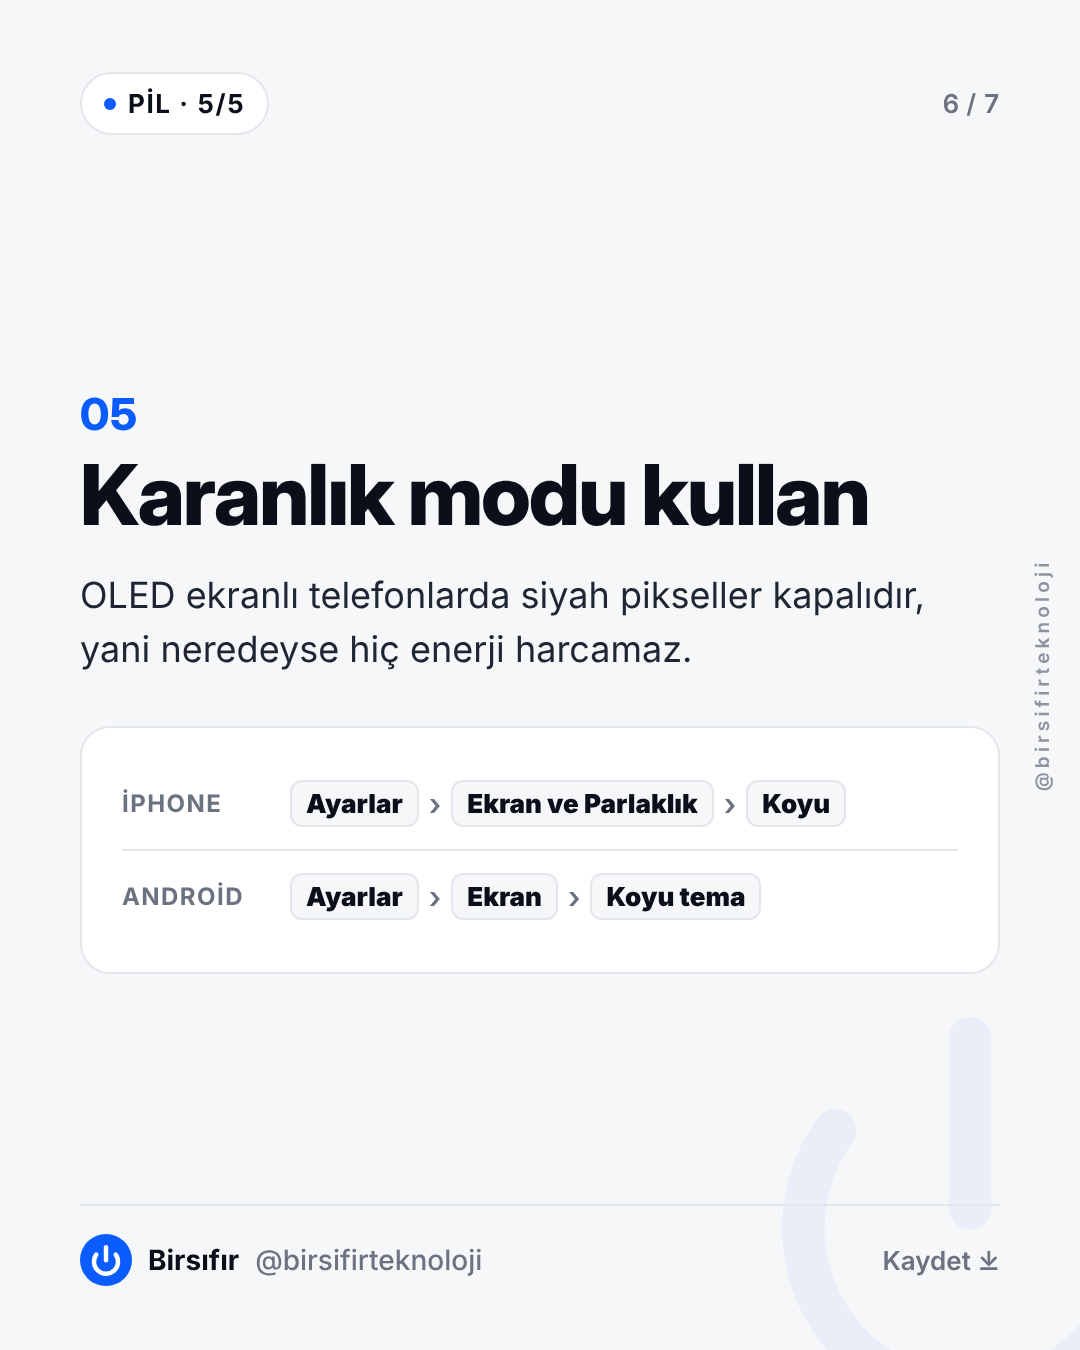 PİL · 5/5
6 / 7
05
Karanlık modu kullan
OLED ekranlı telefonlarda siyah pikseller kapalıdır,
yani neredeyse hiç enerji harcamaz.
İPHONE Ayarlar › Ekran ve Parlaklık › Koyu
ANDROİD Ayarlar › Ekran › Koyu tema
@birsifirteknoloji
Birsıfır @birsifirteknoloji
Kaydet